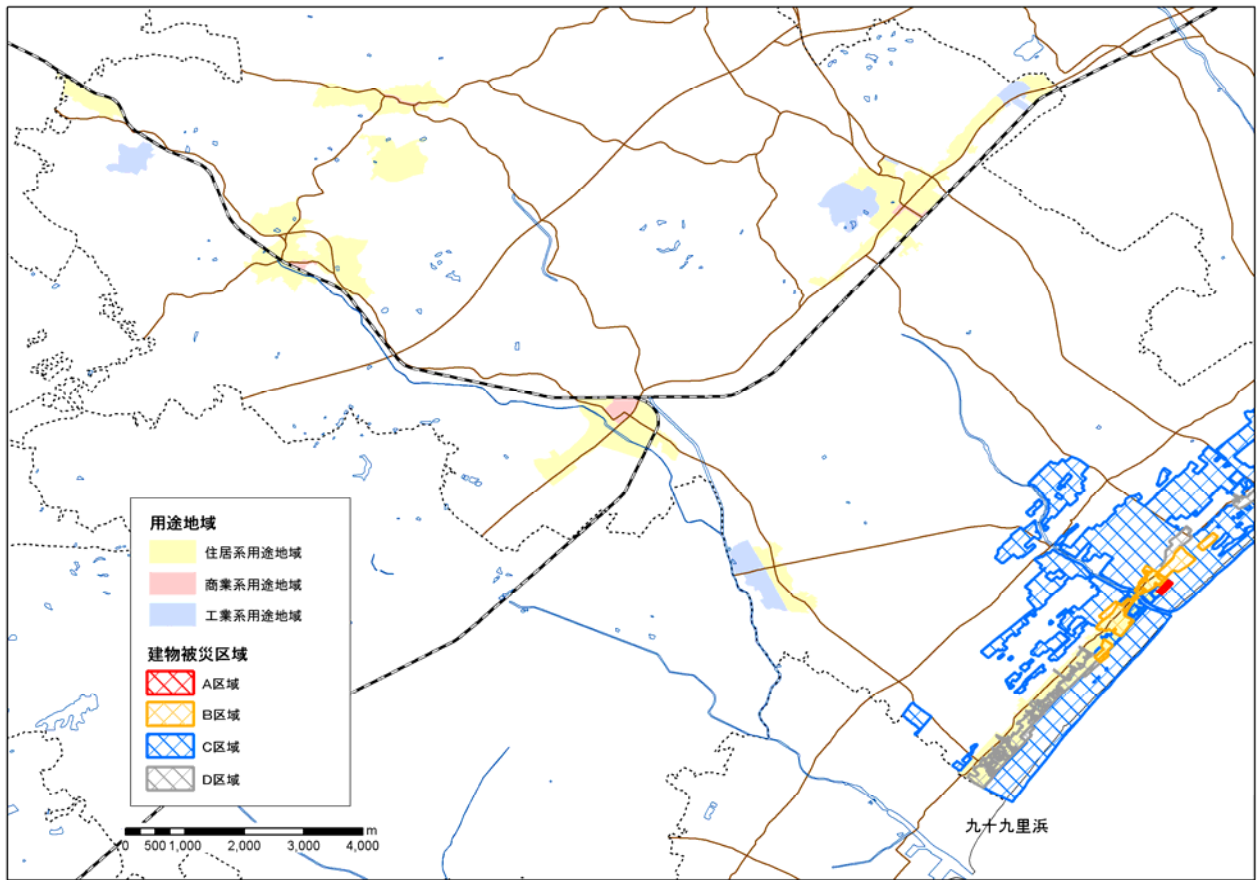 用途地域
住居系用途地域
商業系用途地域
工業系用途地域
建物被災区域
A区域
B区域
C区域
D区域
0 500 1,000 2,000 3,000 4,000 m
九十九里浜